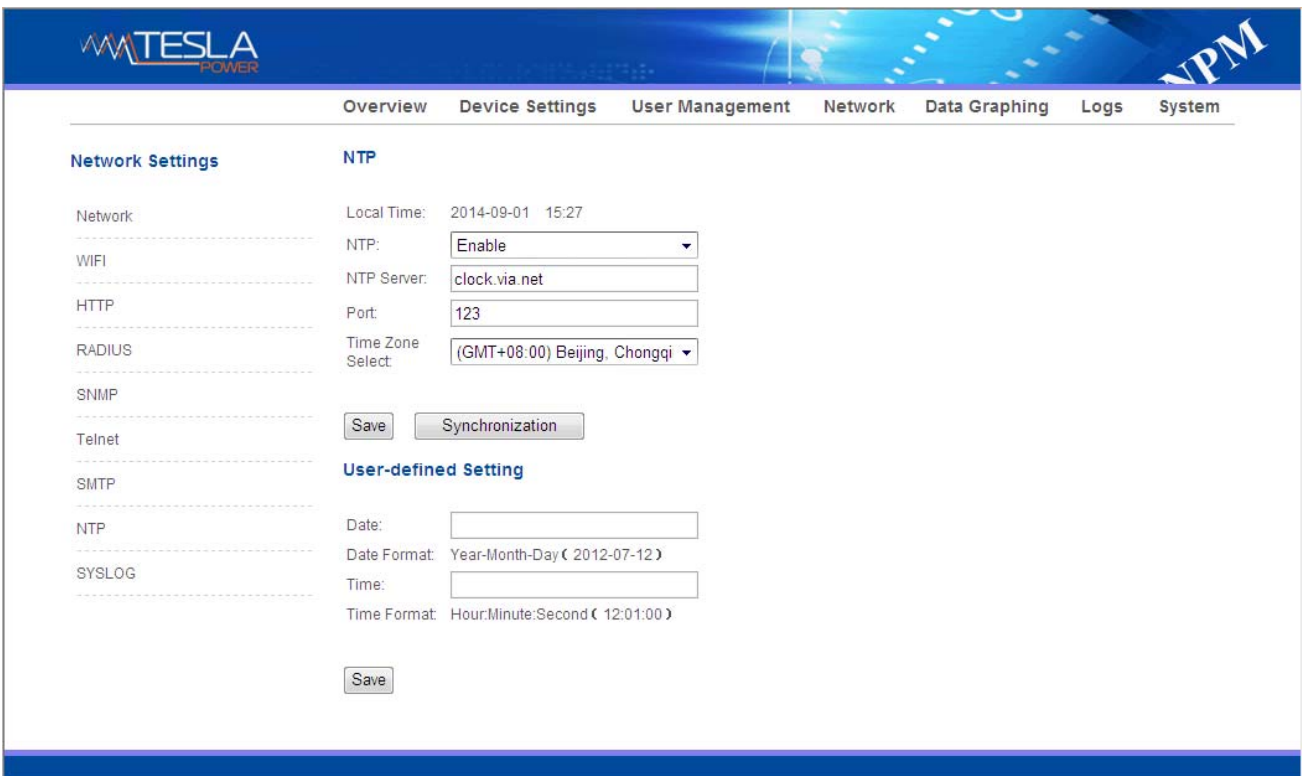 TESLA
POWER
NPM
Overview Device Settings User Management Network Data Graphing Logs System
Network Settings
Network
WIFI
HTTP
RADIUS
SNMP
Telnet
SMTP
NTP
SYSLOG
NTP
Local Time: 2014-09-01 15:27
NTP: Enable
NTP Server: clock.via.net
Port: 123
Time Zone
Select: (GMT+08:00) Beijing, Chongqi
Save Synchronization
User-defined Setting
Date:
Date Format: Year-Month-Day ( 2012-07-12 )
Time:
Time Format: Hour:Minute:Second ( 12:01:00 )
Save